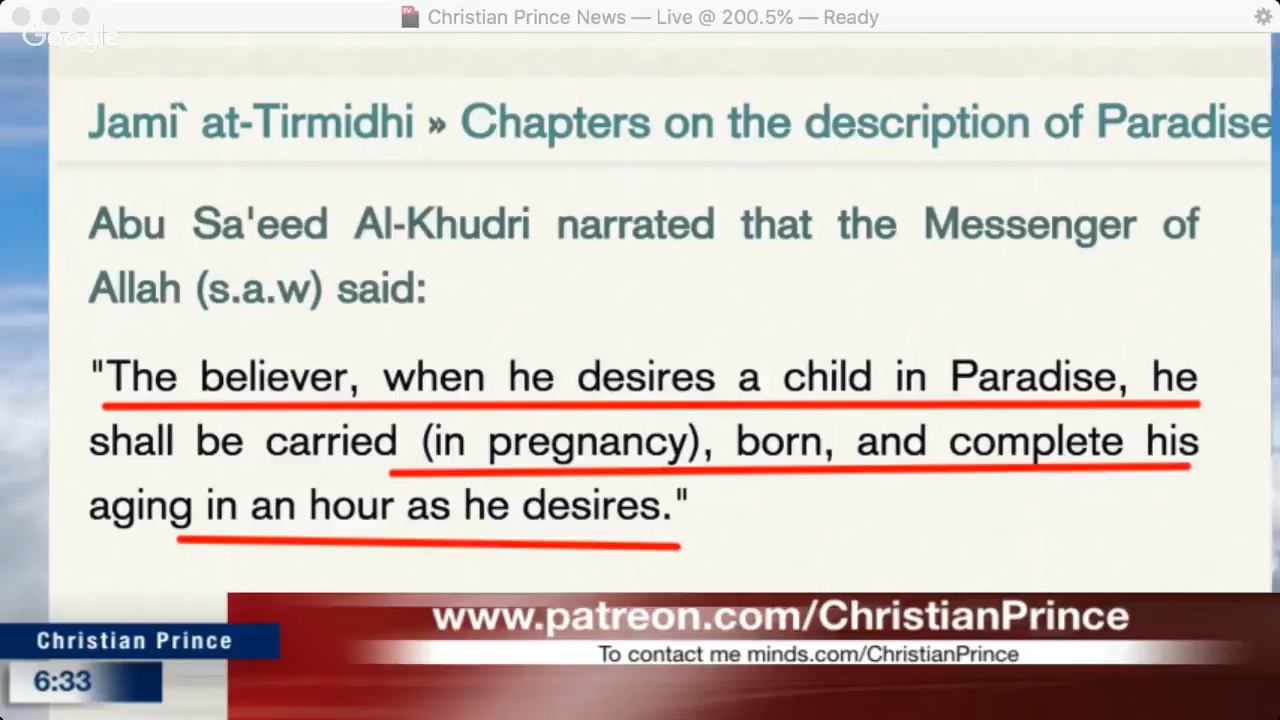 Christian Prince News — Live @ 200.5% — Ready
Google
Jami` at-Tirmidhi » Chapters on the description of Paradise
Abu Sa'eed Al-Khudri narrated that the Messenger of
Allah (s.a.w) said:
"The believer, when he desires a child in Paradise, he
shall be carried (in pregnancy), born, and complete his
aging in an hour as he desires."
www.patreon.com/ChristianPrince
Christian Prince
To contact me minds.com/ChristianPrince
6:33